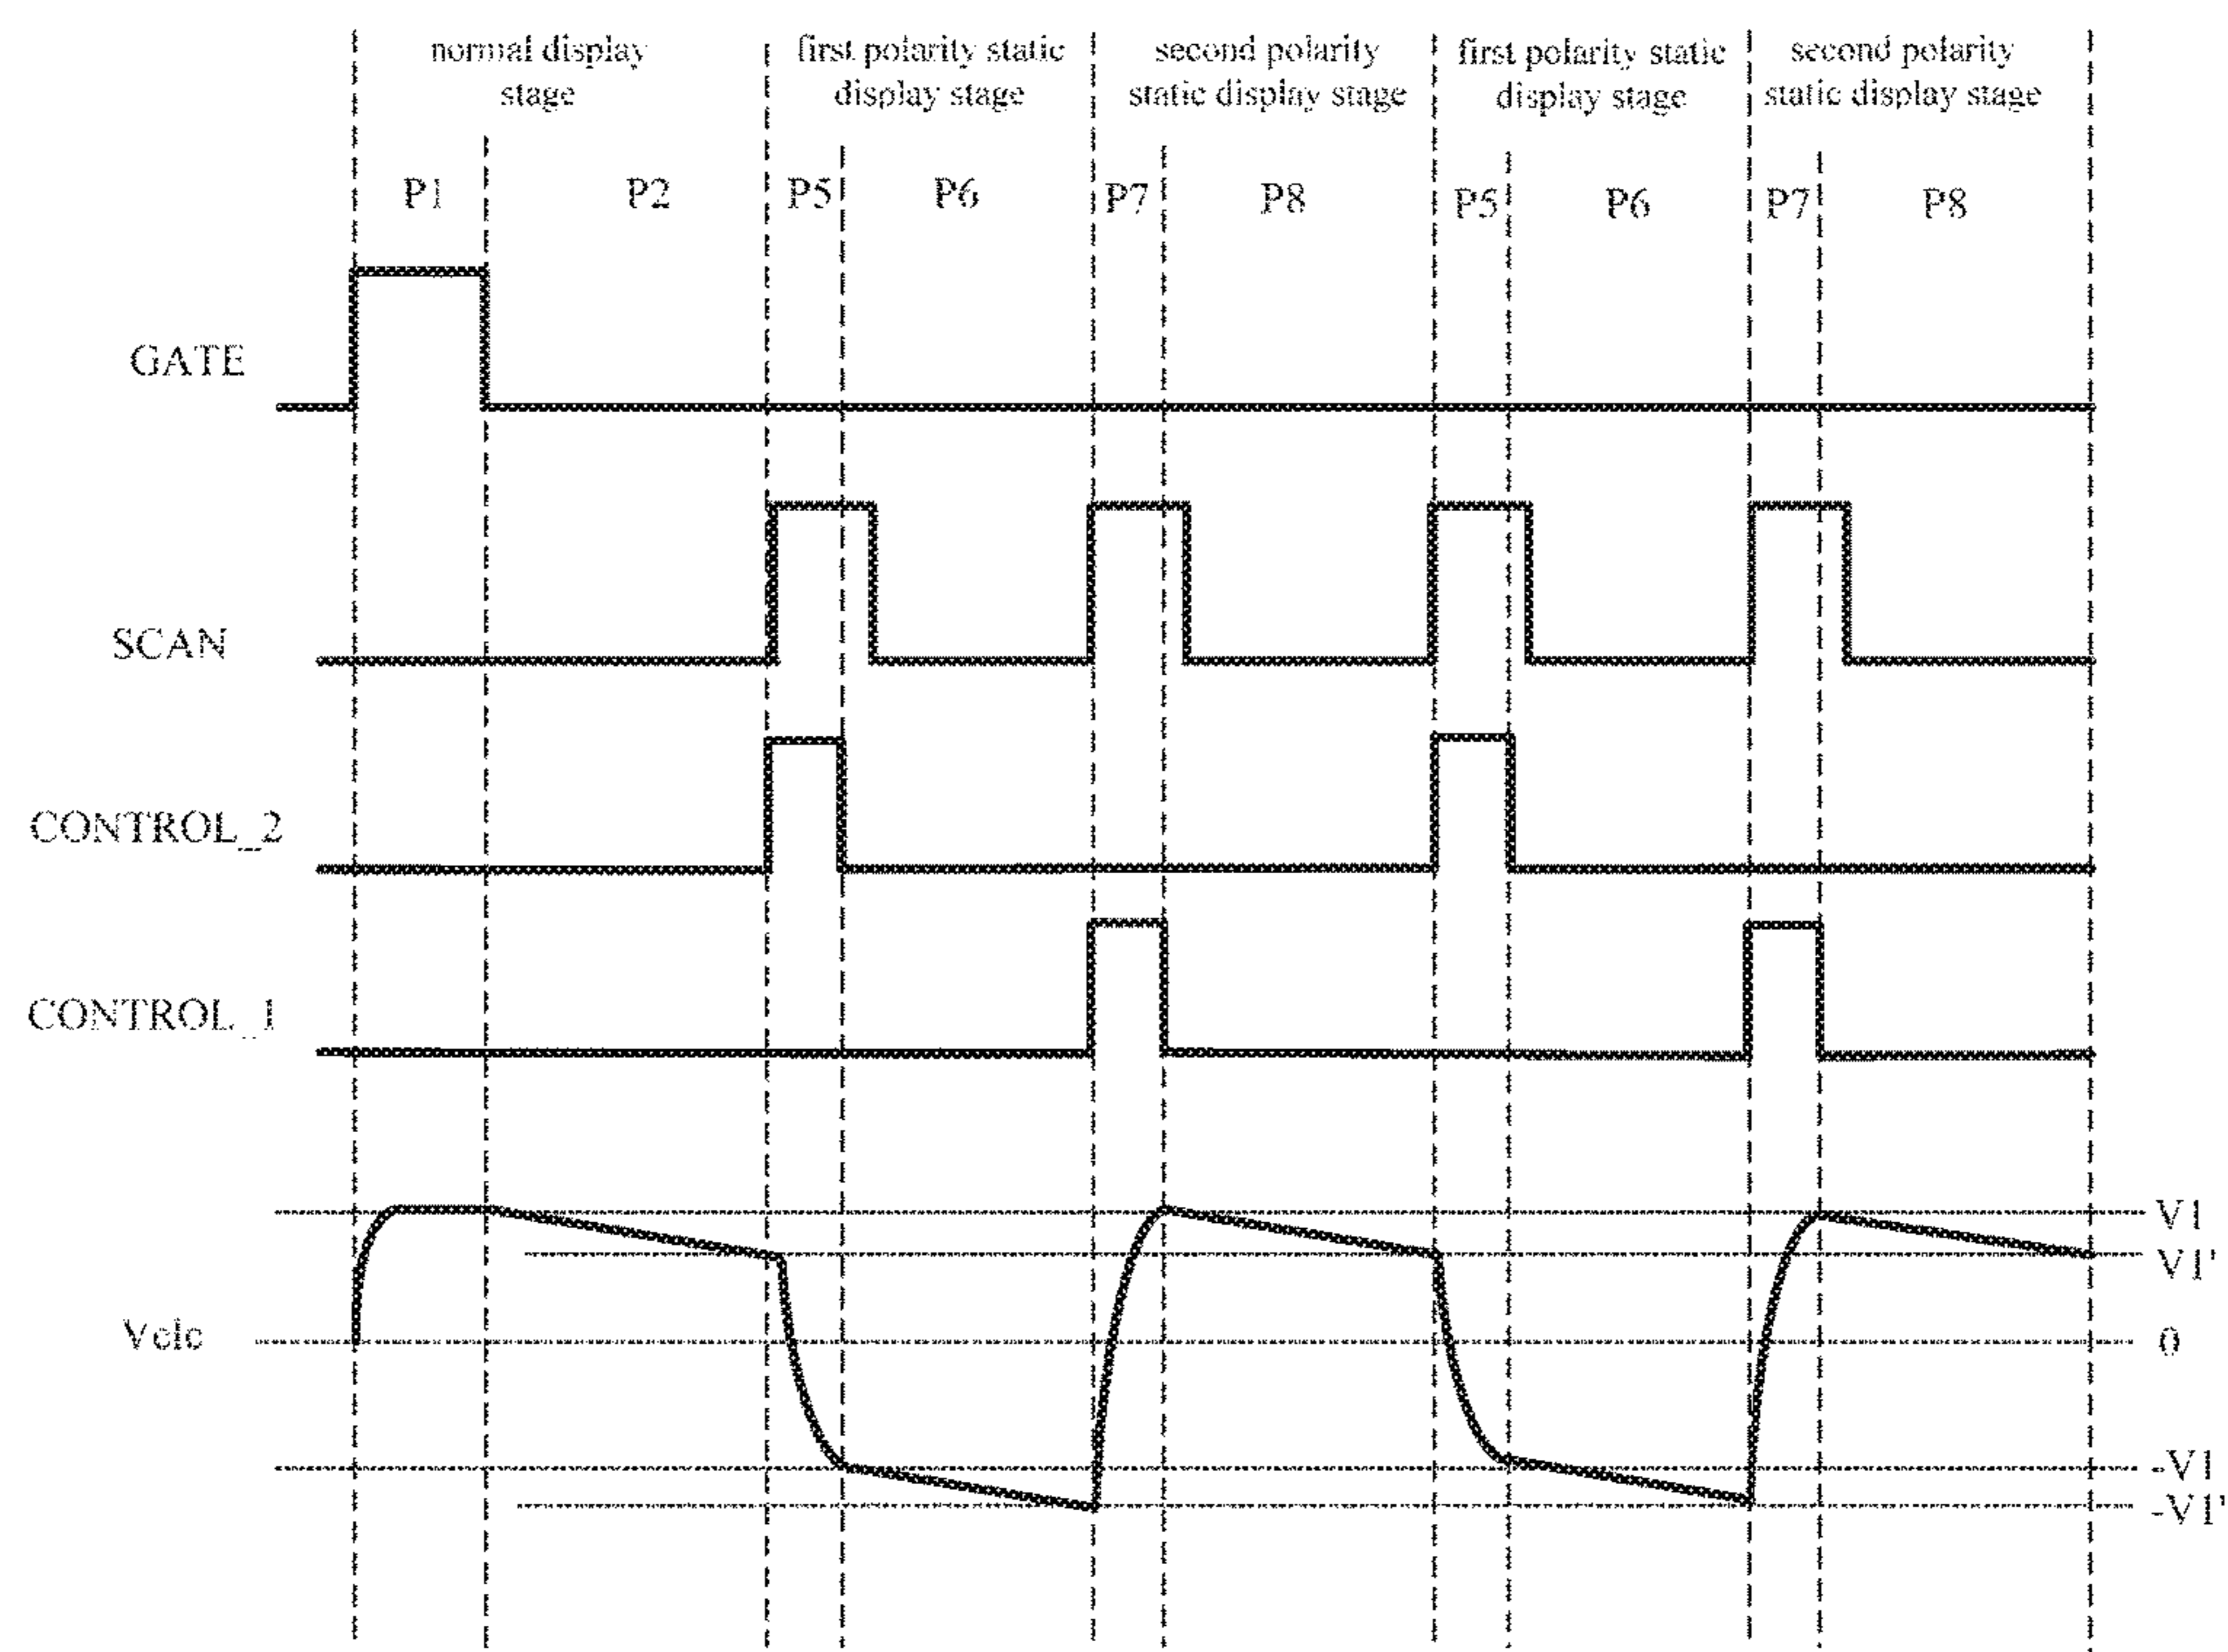 normal display
stage
first polarity static
display stage
second polarity
static display stage
first polarity static
display stage
second polarity
static display stage
P1
P2
P5
P6
P7
P8
P5
P6
P7
P8
GATE
SCAN
CONTROL_2
CONTROL_1
Vclc
V1
V1'
0
-V1
-V1'